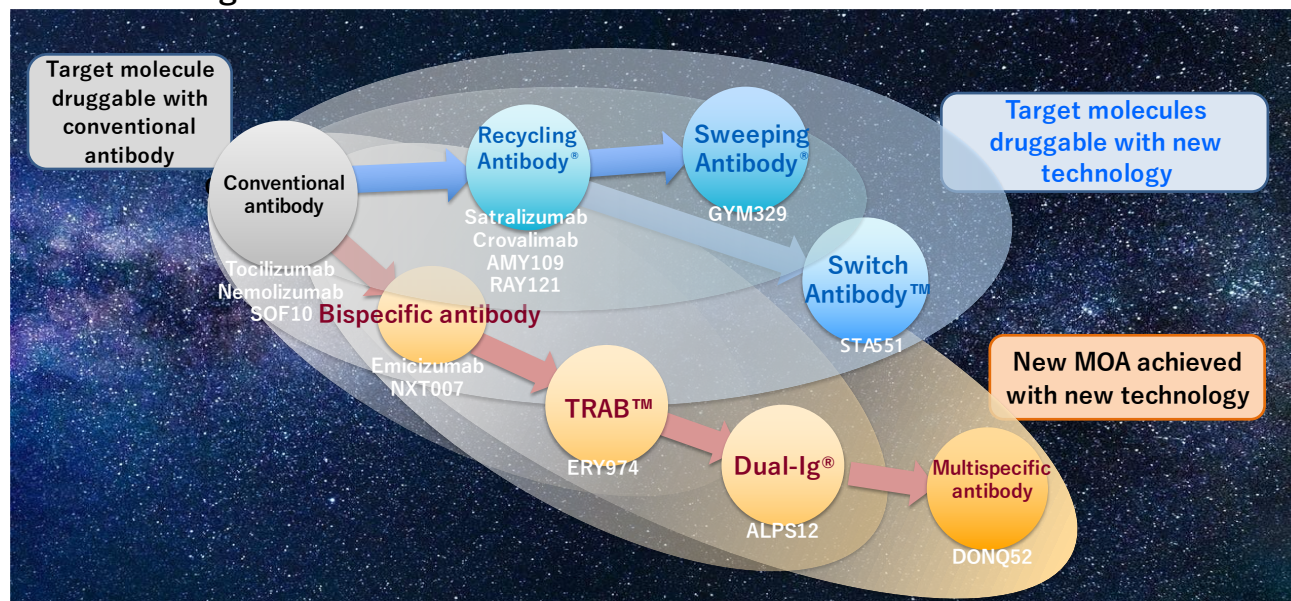 Target molecule
druggable with
conventional
antibody
Conventional
antibody
Tocilizumab
Nemolizumab
SOF10
Recycling
Antibody®
Satralizumab
Crovalimab
AMY109
RAY121
Sweeping
Antibody®
GYM329
Target molecules
druggable with new
technology
Switch
Antibody™
STA551
Bispecific antibody
Emicizumab
NXT007
TRAB™
ERY974
Dual-Ig®
ALPS12
New MOA achieved
with new technology
Multispecific
antibody
DONQ52